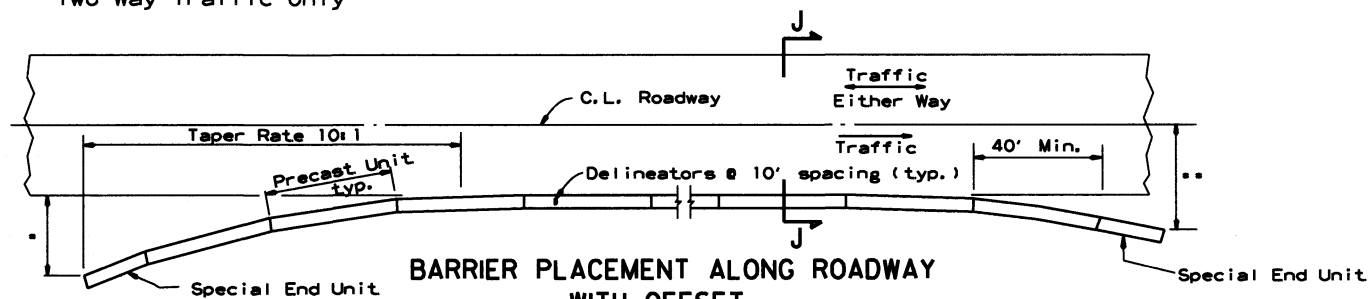 Two Way Traffic Only
J
Traffic
Either Way
C.L. Roadway
Taper Rate 10:1
Traffic
40' Min.
Precast Unit
typ.
Delineators @ 10' spacing (typ.)
*
**
J
BARRIER PLACEMENT ALONG ROADWAY
WITH OFFSET
Special End Unit
Special End Unit